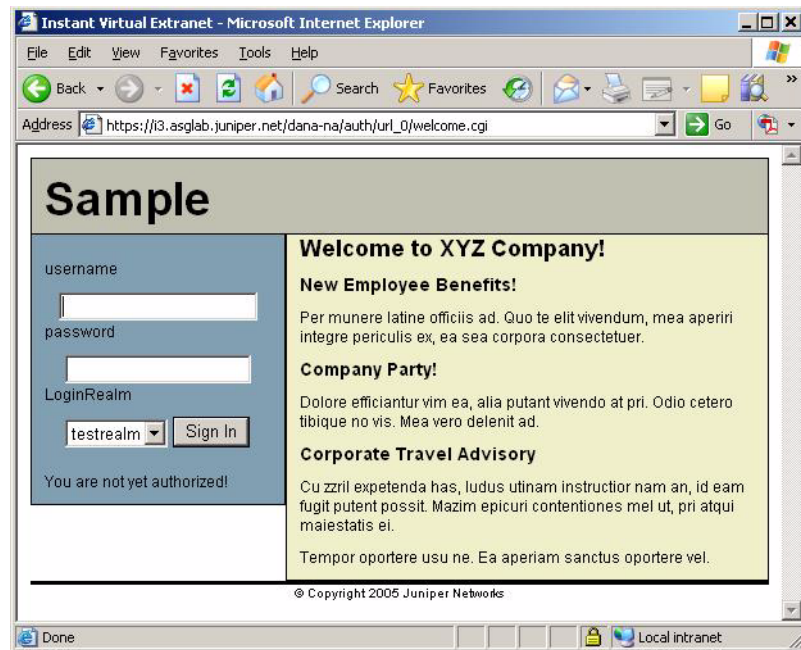 Instant Virtual Extranet - Microsoft Internet Explorer
File Edit View Favorites Tools Help
Back Search Favorites »
Address https://i3.asglab.juniper.net/dana-na/auth/url_0/welcome.cgi Go
Sample
username
password
LoginRealm
testrealm Sign In
You are not yet authorized!
Welcome to XYZ Company!
New Employee Benefits!
Per munere latine officiis ad. Quo te elit vivendum, mea aperiri
integre periculis ex, ea sea corpora consectetuer.
Company Party!
Dolore efficiantur vim ea, alia putant vivendo at pri. Odio cetero
tibique no vis. Mea vero delenit ad.
Corporate Travel Advisory
Cu zzril expetenda has, ludus utinam instructior nam an, id eam
fugit putent possit. Mazim epicuri contentiones mel ut, pri atqui
maiestatis ei.
Tempor oportere usu ne. Ea aperiam sanctus oportere vel.
© Copyright 2005 Juniper Networks
Done Local intranet